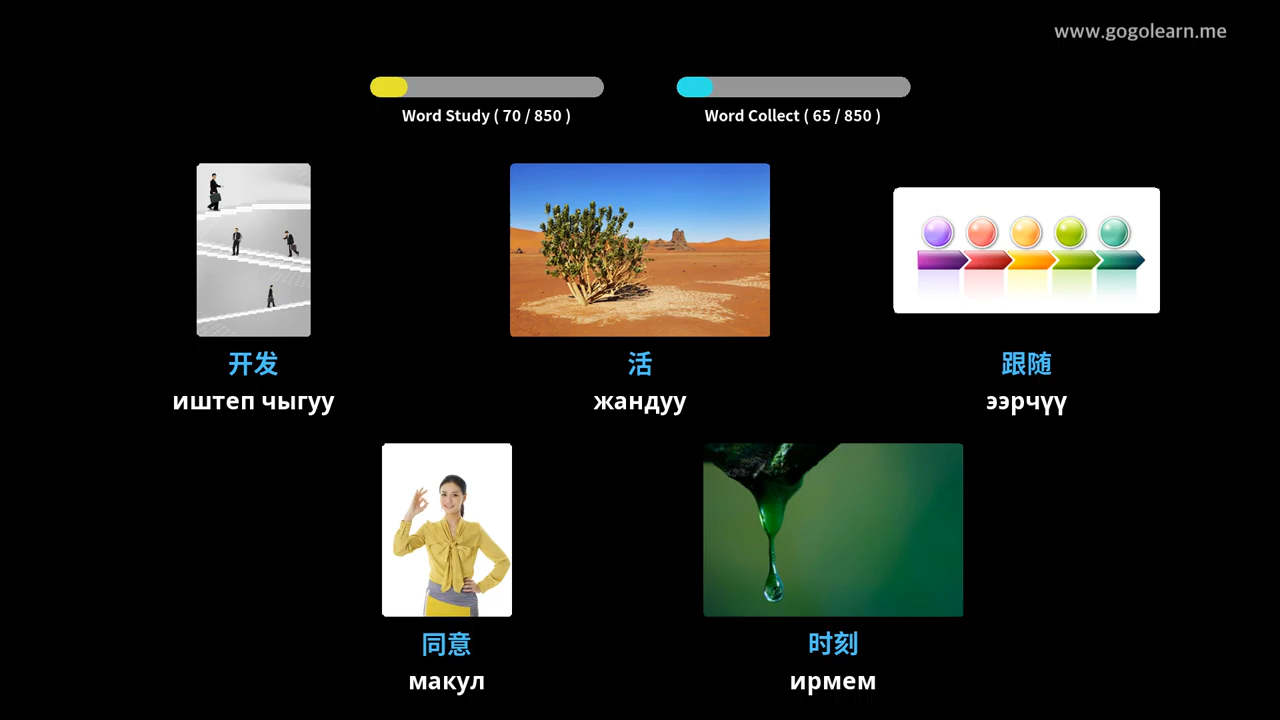 www.gogolearn.me
Word Study ( 70 / 850 )
Word Collect ( 65 / 850 )
开发
活
跟随
иштеп чыгуу
жандуу
ээрчүү
同意
时刻
макул
ирмем